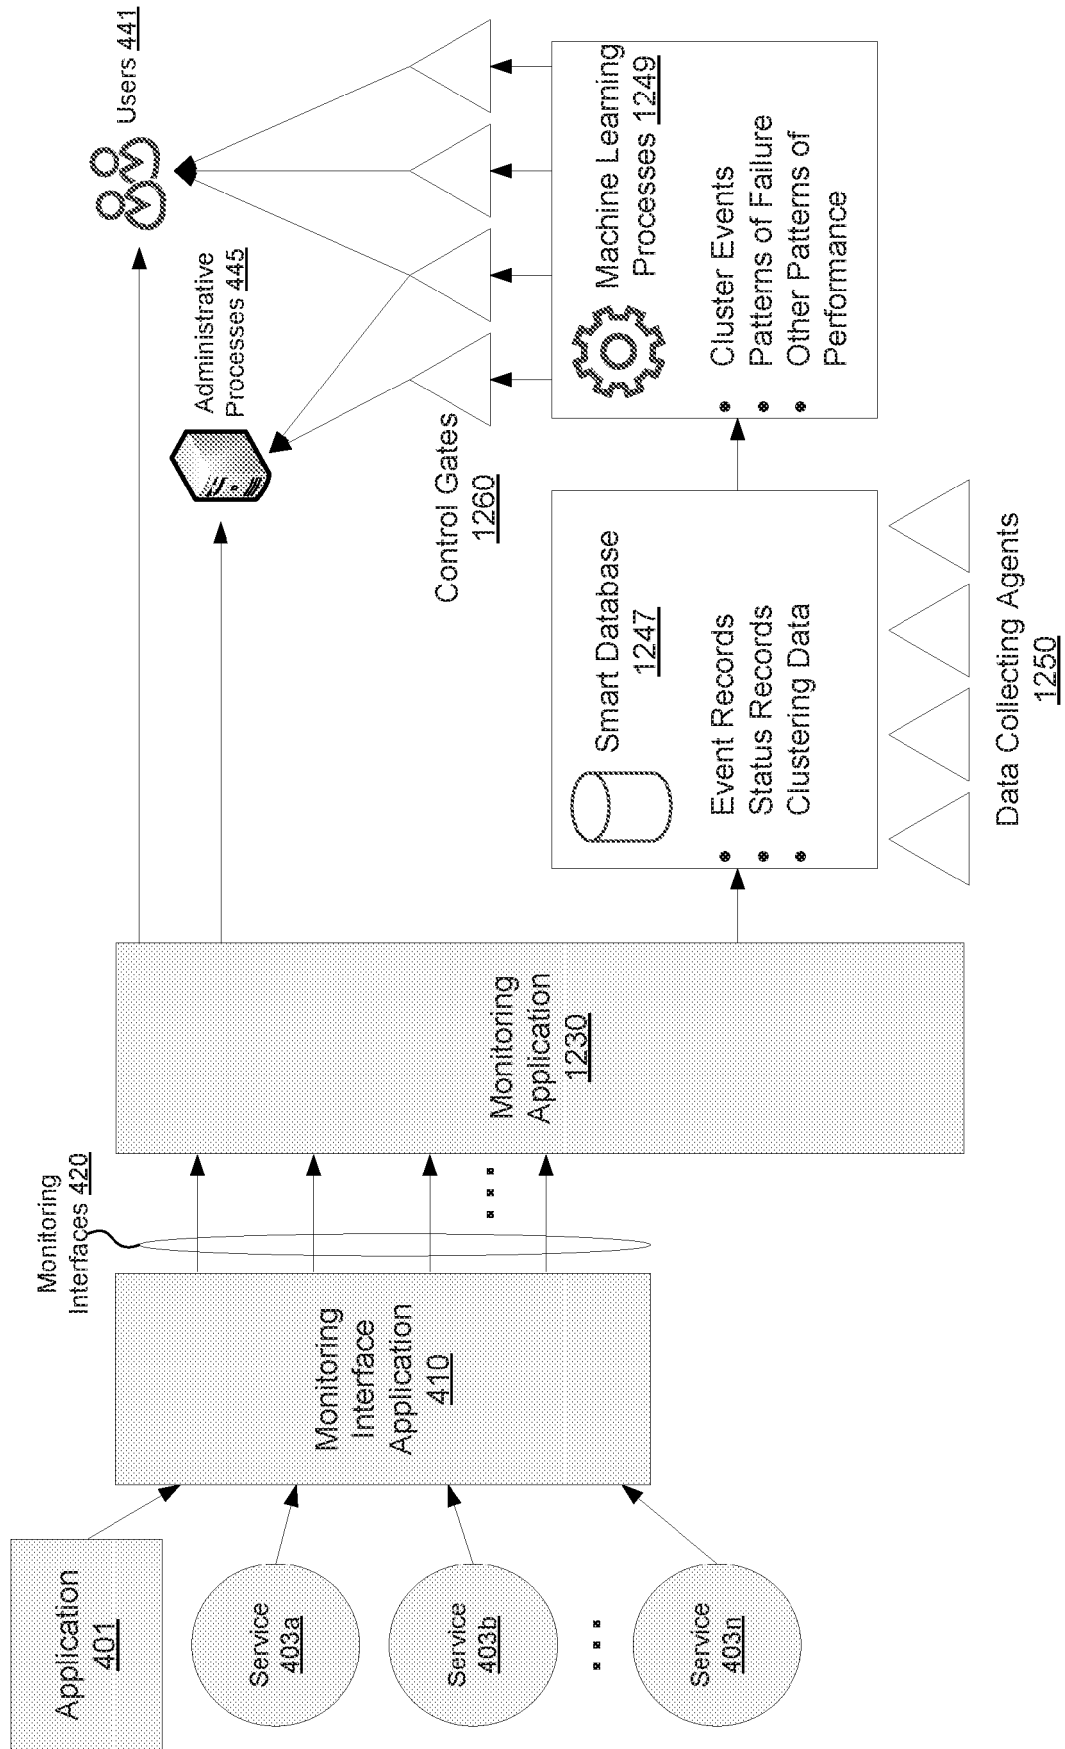 Application
401
Service
403a
Service
403b
Service
403n
Monitoring
Interface
Application
410
Monitoring
Interfaces 420
Monitoring
Application
1230
Users 441
Administrative
Processes 445
Control Gates
1260
Smart Database
1247
Event Records
Status Records
Clustering Data
Data Collecting Agents
1250
Machine Learning
Processes 1249
Cluster Events
Patterns of Failure
Other Patterns of
Performance